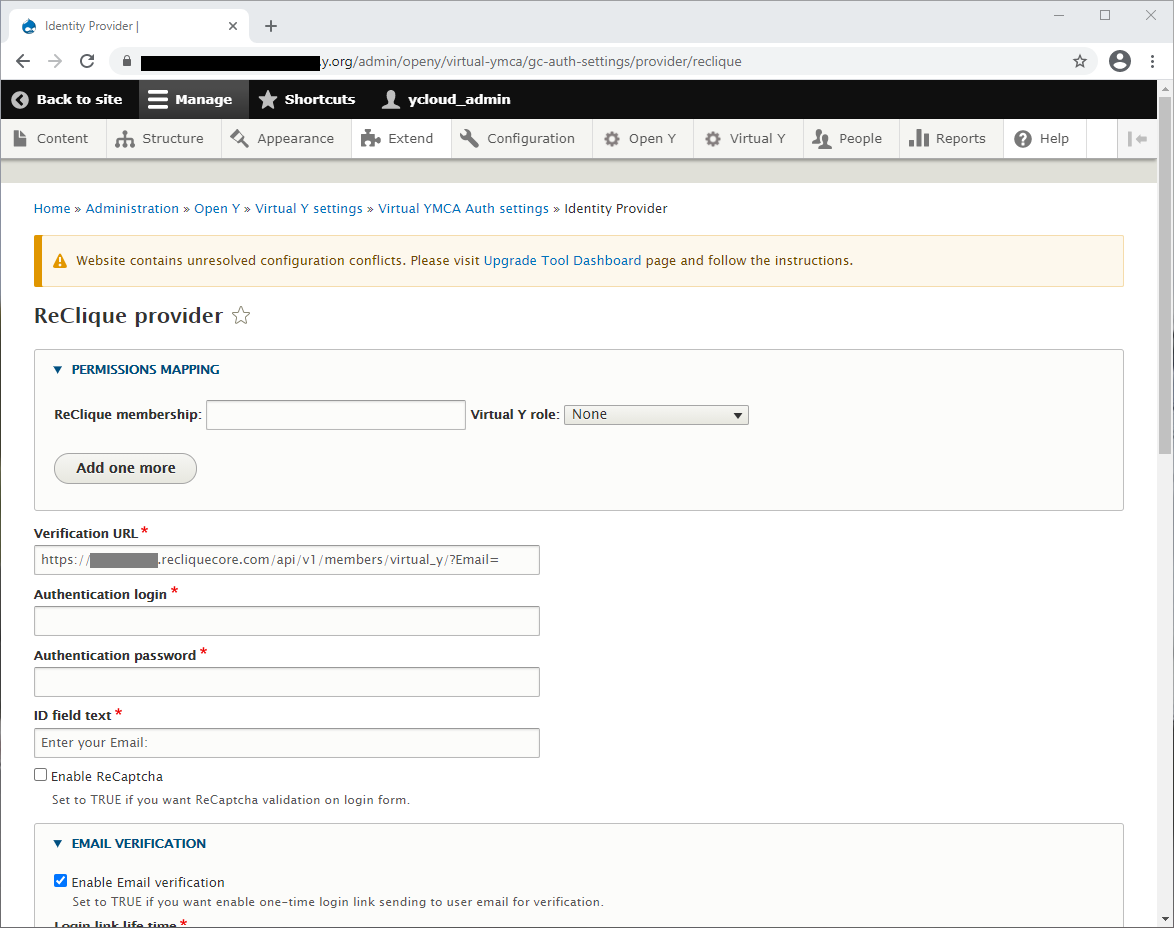 Identity Provider |
y.org/admin/openy/virtual-ymca/gc-auth-settings/provider/reclique
Back to site Manage Shortcuts ycloud_admin
Content Structure Appearance Extend Configuration Open Y Virtual Y People Reports Help
Home » Administration » Open Y » Virtual Y settings » Virtual YMCA Auth settings » Identity Provider
Website contains unresolved configuration conflicts. Please visit Upgrade Tool Dashboard page and follow the instructions.
ReClique provider
PERMISSIONS MAPPING
ReClique membership: Virtual Y role: None
Add one more
Verification URL *
https:// .recliquecore.com/api/v1/members/virtual_y/?Email=
Authentication login *
Authentication password *
ID field text *
Enter your Email:
Enable ReCaptcha
Set to TRUE if you want ReCaptcha validation on login form.
EMAIL VERIFICATION
Enable Email verification
Set to TRUE if you want enable one-time login link sending to user email for verification.
Login link life time *